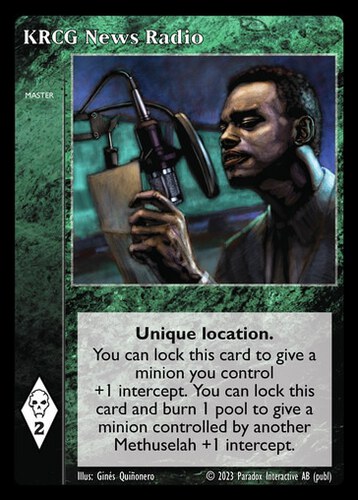 KRCG News Radio
MASTER
Unique location.
You can lock this card to give a
minion you control
+1 intercept. You can lock this
card and burn 1 pool to give a
minion controlled by another
Methuselah +1 intercept.
2
Illus: Ginés Quiñonero © 2023 Paradox Interactive AB (publ)